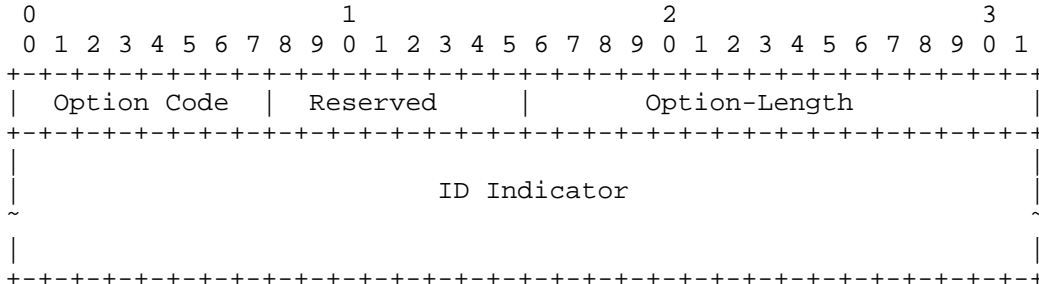 0                   1                   2                   3
 0 1 2 3 4 5 6 7 8 9 0 1 2 3 4 5 6 7 8 9 0 1 2 3 4 5 6 7 8 9 0 1
+-+-+-+-+-+-+-+-+-+-+-+-+-+-+-+-+-+-+-+-+-+-+-+-+-+-+-+-+-+-+-+-+
|  Option Code  |  Reserved     |       Option-Length           |
+-+-+-+-+-+-+-+-+-+-+-+-+-+-+-+-+-+-+-+-+-+-+-+-+-+-+-+-+-+-+-+-+
|                                                               |
|                          ID Indicator                         |
~                                                               ~
|                                                               |
+-+-+-+-+-+-+-+-+-+-+-+-+-+-+-+-+-+-+-+-+-+-+-+-+-+-+-+-+-+-+-+-+